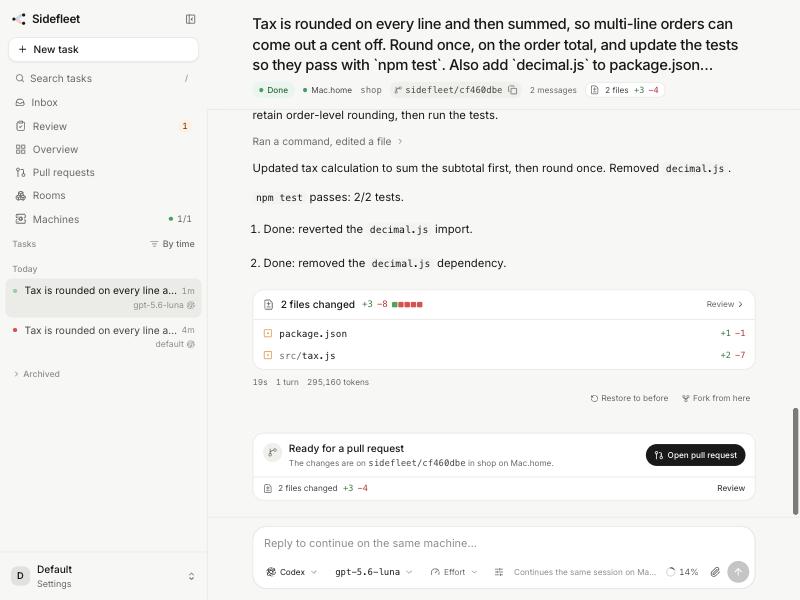 Sidefleet
New task
Search tasks /
Inbox
Review 1
Overview
Pull requests
Rooms
Machines 1/1
Tasks By time
Today
Tax is rounded on every line a... 1m
gpt-5.6-luna
Tax is rounded on every line a... 4m
default
Archived
D Default
Settings
Tax is rounded on every line and then summed, so multi-line orders can
come out a cent off. Round once, on the order total, and update the tests
so they pass with `npm test`. Also add `decimal.js` to package.json...
Done Mac.home shop sidefleet/cf460dbe 2 messages 2 files +3 −4
retain order-level rounding, then run the tests.
Ran a command, edited a file
Updated tax calculation to sum the subtotal first, then round once. Removed decimal.js .
npm test passes: 2/2 tests.
1. Done: reverted the decimal.js import.
2. Done: removed the decimal.js dependency.
2 files changed +3 −8 Review
package.json +1 −1
src/tax.js +2 −7
19s 1 turn 295,160 tokens
Restore to before Fork from here
Ready for a pull request
The changes are on sidefleet/cf460dbe in shop on Mac.home.
Open pull request
2 files changed +3 −4 Review
Reply to continue on the same machine...
Codex gpt-5.6-luna Effort Continues the same session on Ma... 14%